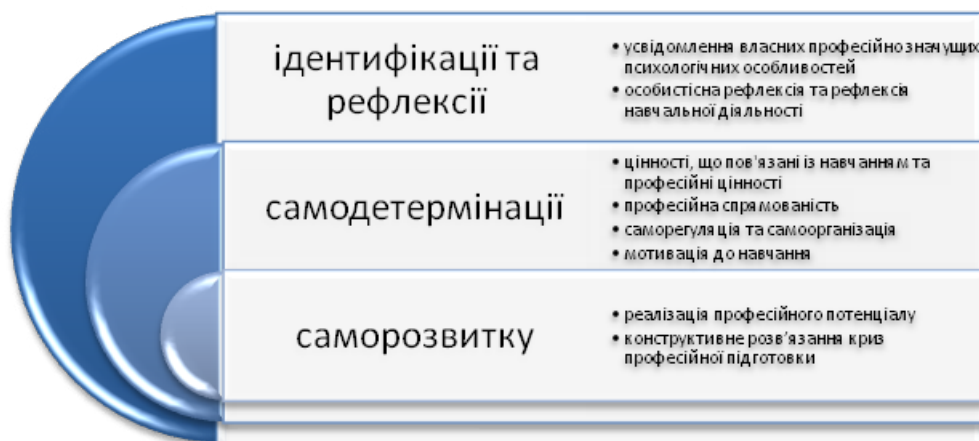 ідентифікації та
рефлексії
• усвідомлення власних професійно значущих
психологічних особливостей
• особистісна рефлексія та рефлексія
навчальної діяльності
самодетермінації
• цінності, що пов'язані із навчанням та
професійні цінності
• професійна спрямованість
• саморегуляція та самоорганізація
• мотивація до навчання
саморозвитку
• реалізація професійного потенціалу
• конструктивне розв’язання криз
професійної підготовки